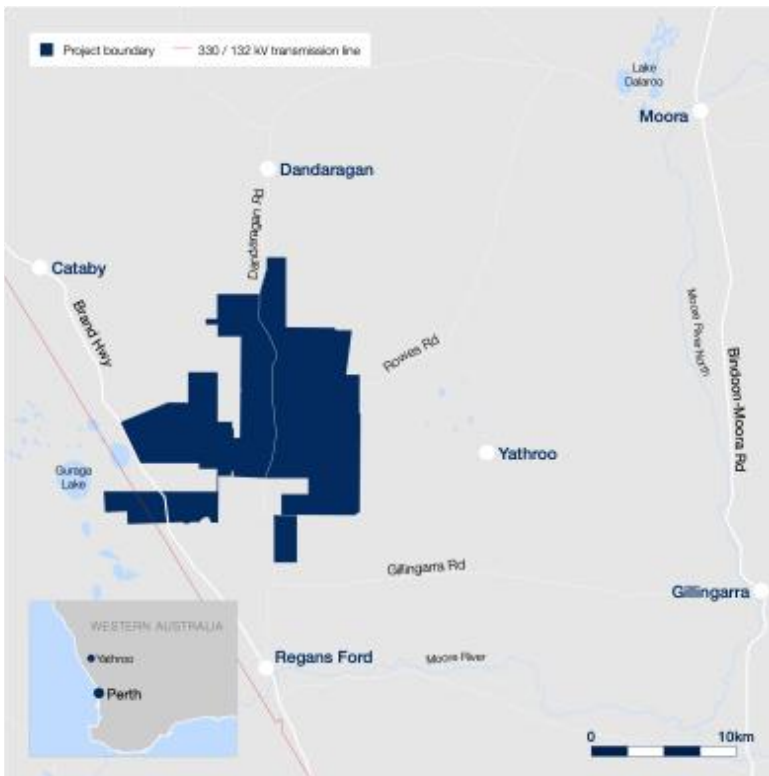 Project boundary
330 / 132 kV transmission line
Lake
Dalaroo
Moora
Dandaragan
Dandaragan Rd
Cataby
Brand Hwy
Rowes Rd
Moore River North
Bindoon-Moora Rd
Yathroo
Guraga
Lake
Gillingarra Rd
Gillingarra
Regans Ford
Moore River
WESTERN AUSTRALIA
Yathroo
Perth
0
10km